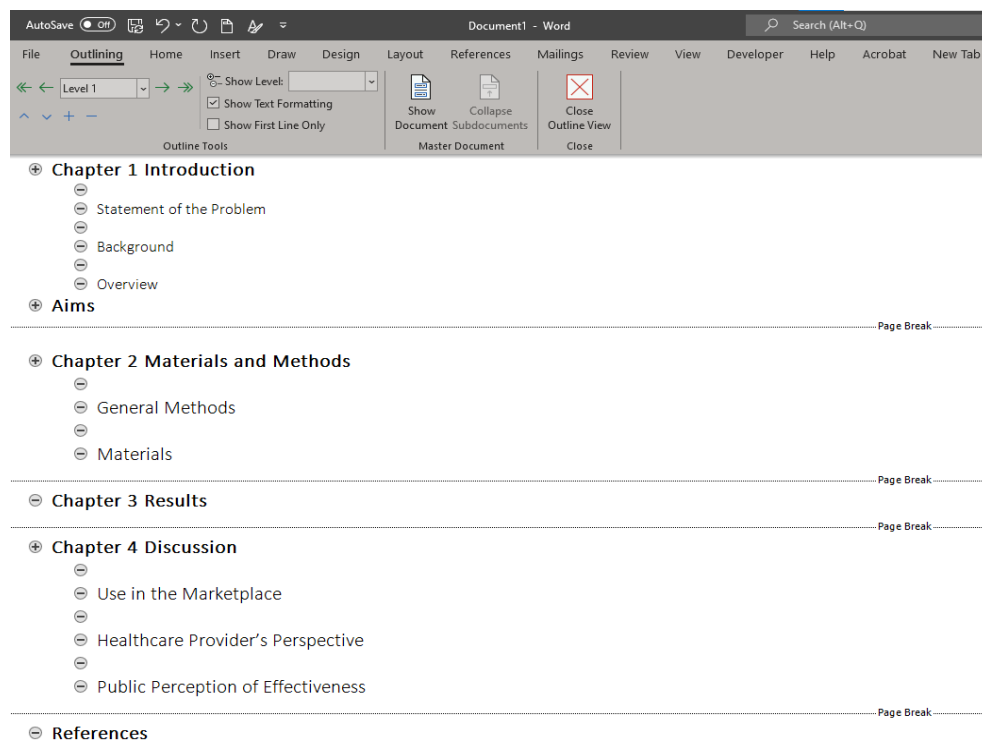 AutoSave Off Document1 - Word Search (Alt+Q)
File Outlining Home Insert Draw Design Layout References Mailings Review View Developer Help Acrobat New Tab
Level 1
Show Level:
Show Text Formatting
Show First Line Only
Outline Tools
Show Document
Collapse Subdocuments
Master Document
Close Outline View
Close
Chapter 1 Introduction
Statement of the Problem
Background
Overview
Aims
Page Break
Chapter 2 Materials and Methods
General Methods
Materials
Page Break
Chapter 3 Results
Page Break
Chapter 4 Discussion
Use in the Marketplace
Healthcare Provider’s Perspective
Public Perception of Effectiveness
Page Break
References